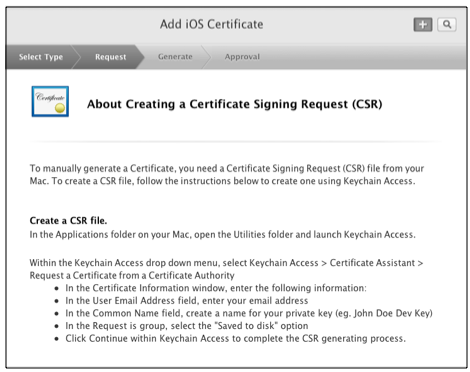 Add iOS Certificate
Select Type Request Generate Approval
Certificate
About Creating a Certificate Signing Request (CSR)
To manually generate a Certificate, you need a Certificate Signing Request (CSR) file from your
Mac. To create a CSR file, follow the instructions below to create one using Keychain Access.
Create a CSR file.
In the Applications folder on your Mac, open the Utilities folder and launch Keychain Access.
Within the Keychain Access drop down menu, select Keychain Access > Certificate Assistant >
Request a Certificate from a Certificate Authority
• In the Certificate Information window, enter the following information:
• In the User Email Address field, enter your email address
• In the Common Name field, create a name for your private key (eg. John Doe Dev Key)
• In the Request is group, select the "Saved to disk" option
• Click Continue within Keychain Access to complete the CSR generating process.